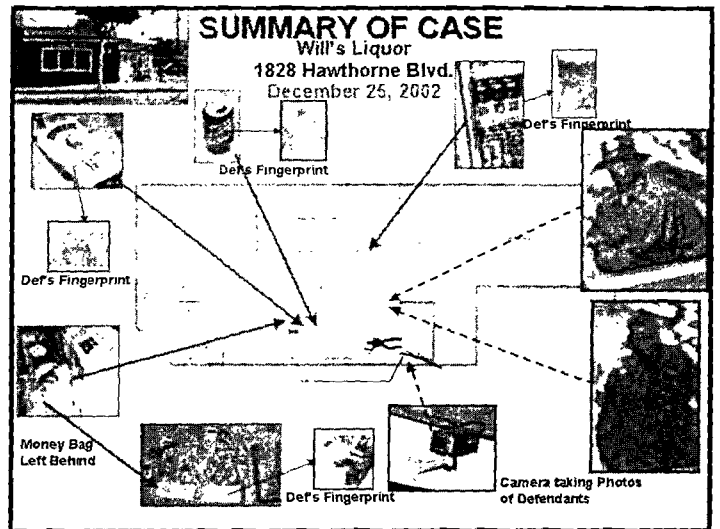 SUMMARY OF CASE
Will's Liquor
1828 Hawthorne Blvd.
December 25, 2002
Def's Fingerprint
Def's Fingerprint
Def's Fingerprint
Money Bag
Left Behind
Def's Fingerprint
Camera taking Photos
of Defendants